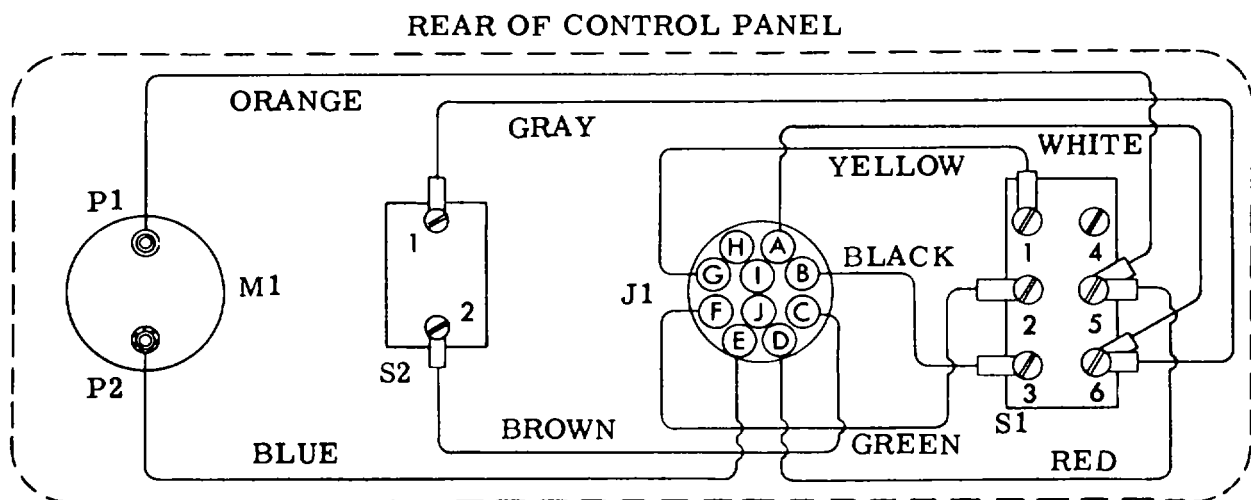 REAR OF CONTROL PANEL
ORANGE
GRAY
WHITE
YELLOW
P1
1
H A
1 4
BLACK
G I B
M1
J1
2
F J C
2 5
E D
P2
S2
3 6
S1
BROWN
GREEN
BLUE
RED